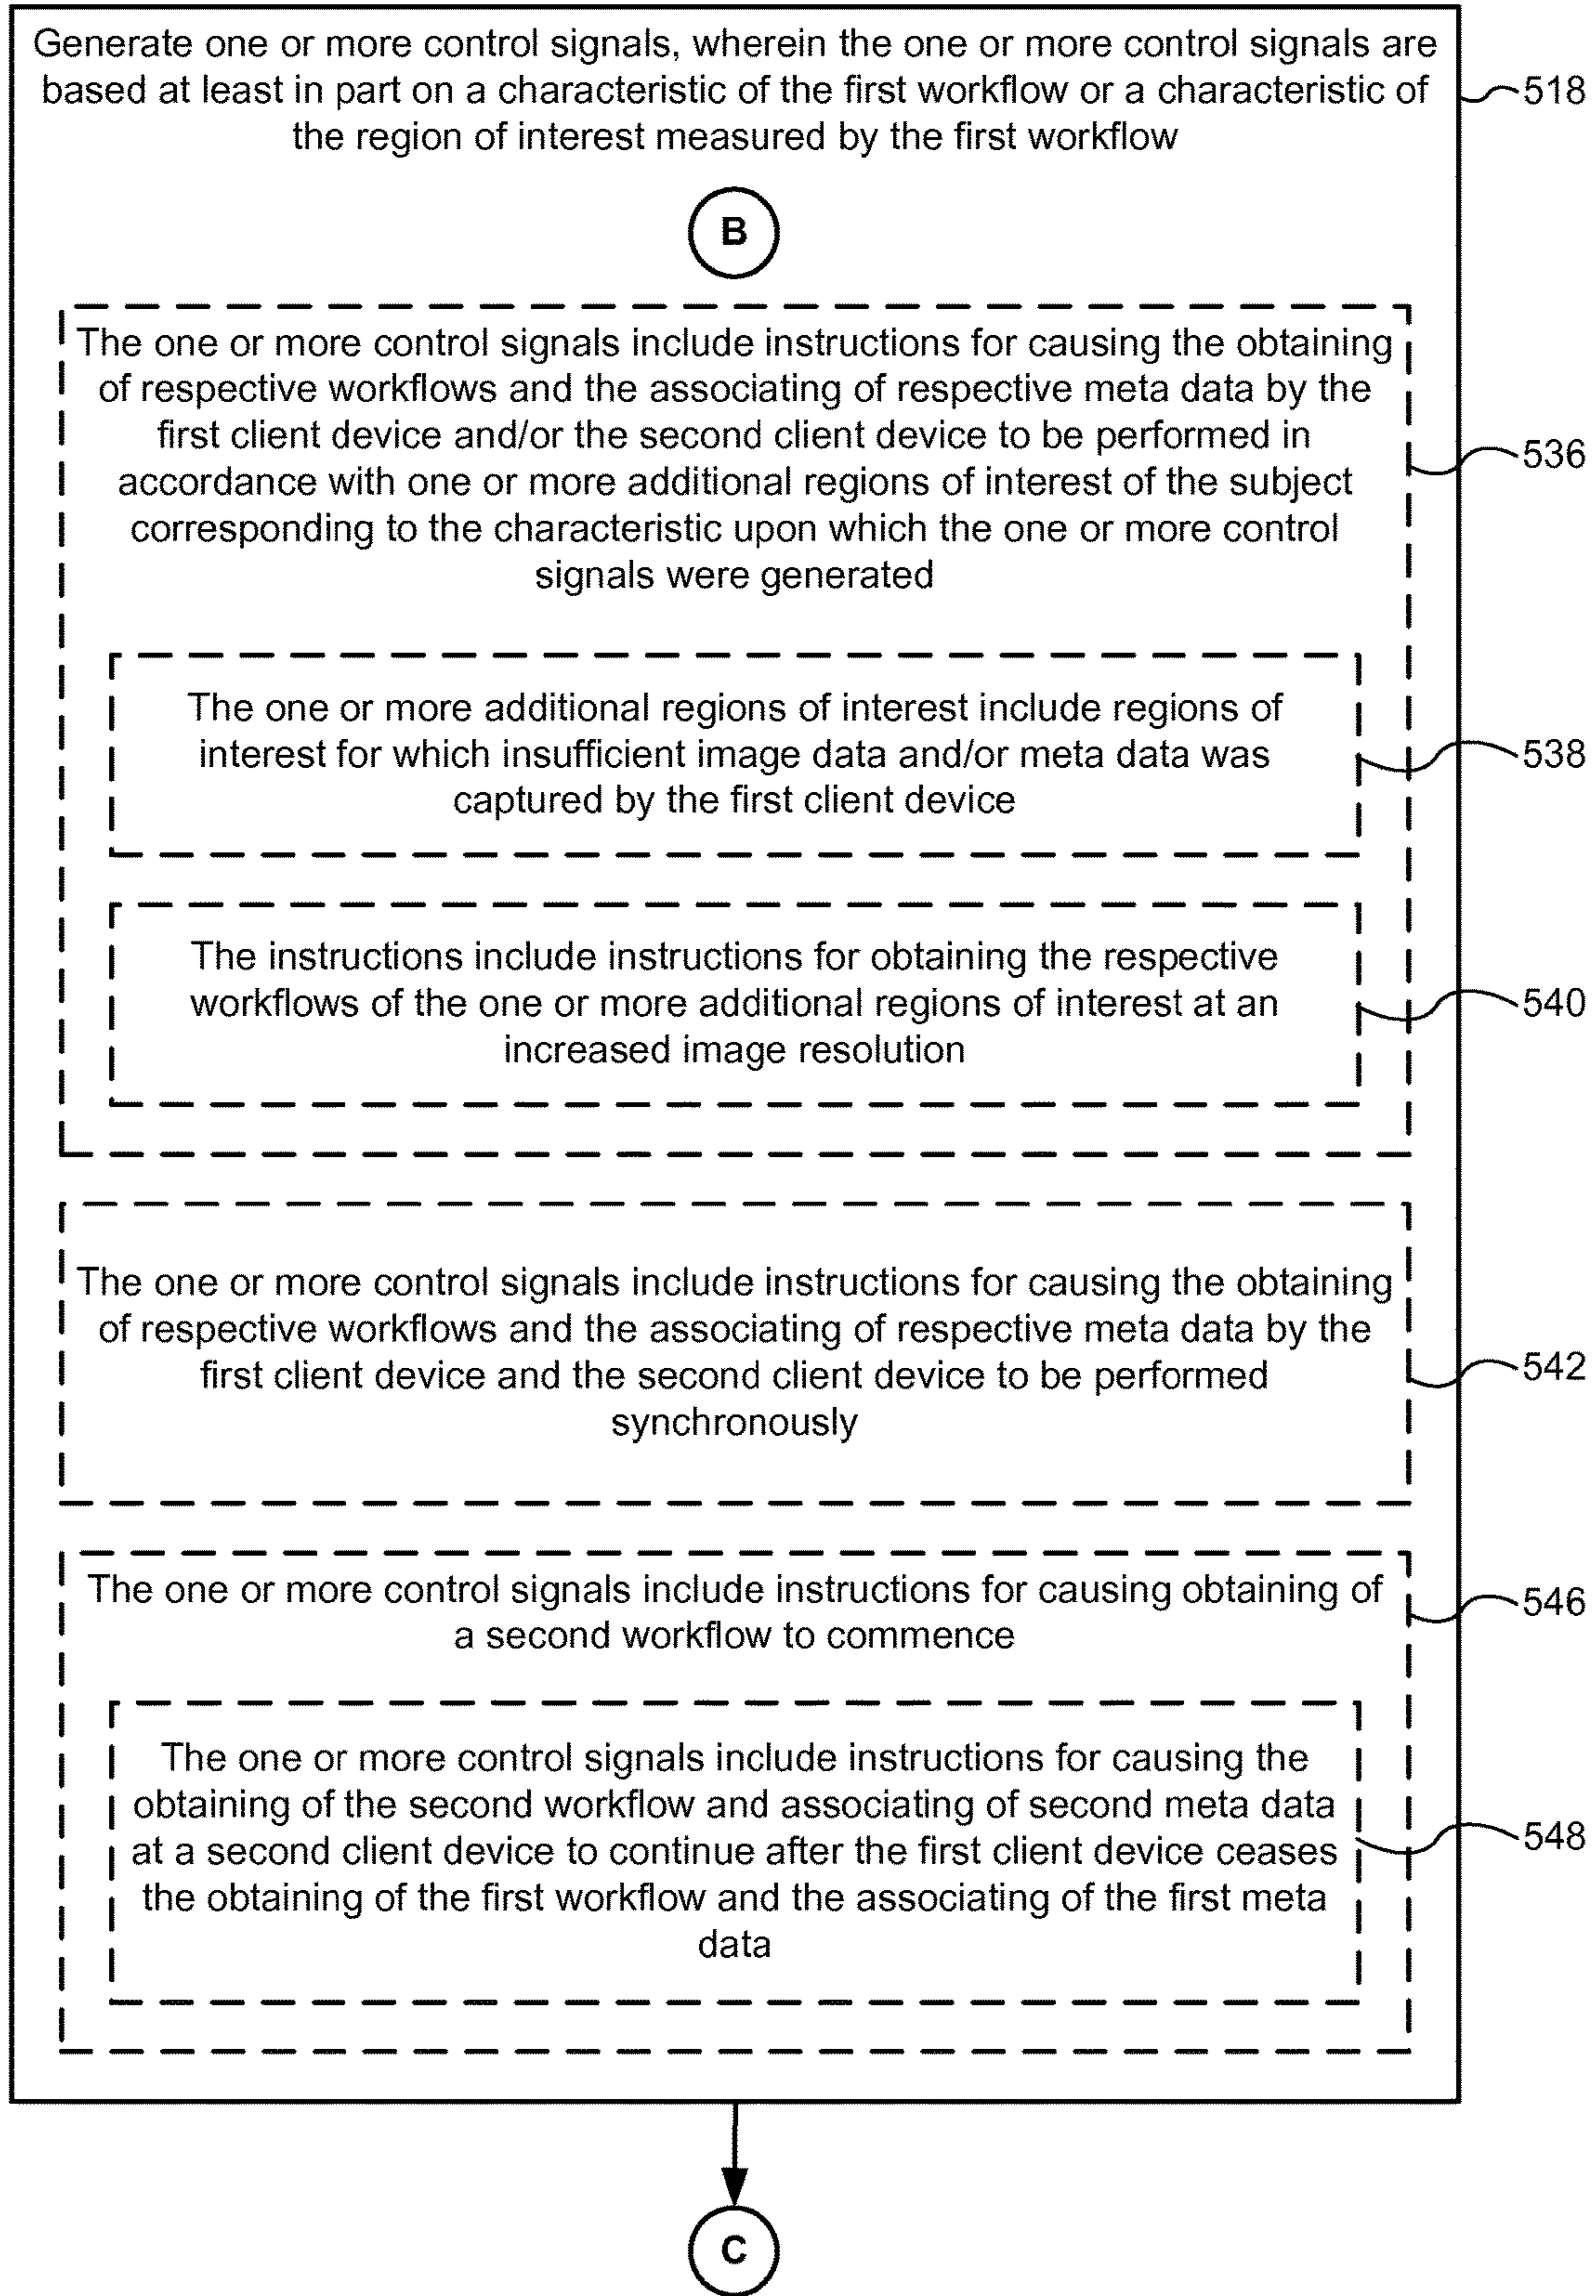 Generate one or more control signals, wherein the one or more control signals are
based at least in part on a characteristic of the first workflow or a characteristic of
the region of interest measured by the first workflow
518
B
The one or more control signals include instructions for causing the obtaining
of respective workflows and the associating of respective meta data by the
first client device and/or the second client device to be performed in
accordance with one or more additional regions of interest of the subject
corresponding to the characteristic upon which the one or more control
signals were generated
536
The one or more additional regions of interest include regions of
interest for which insufficient image data and/or meta data was
captured by the first client device
538
The instructions include instructions for obtaining the respective
workflows of the one or more additional regions of interest at an
increased image resolution
540
The one or more control signals include instructions for causing the obtaining
of respective workflows and the associating of respective meta data by the
first client device and the second client device to be performed
synchronously
542
The one or more control signals include instructions for causing obtaining of
a second workflow to commence
546
The one or more control signals include instructions for causing the
obtaining of the second workflow and associating of second meta data
at a second client device to continue after the first client device ceases
the obtaining of the first workflow and the associating of the first meta
data
548
C